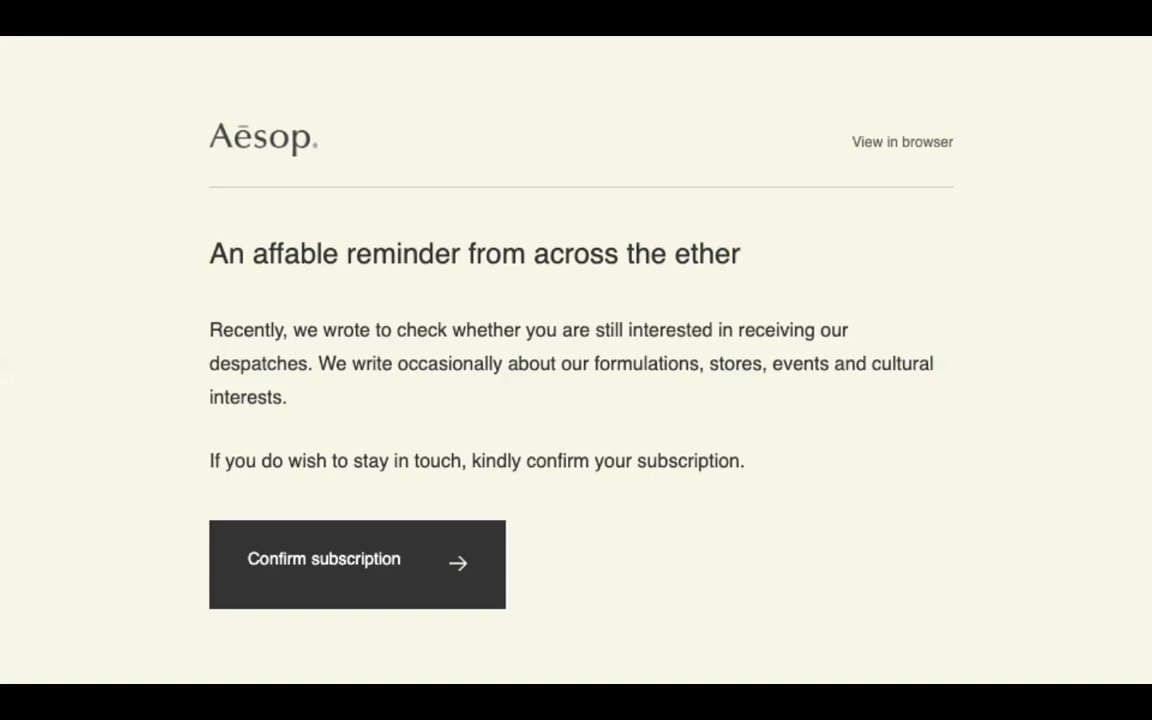 Aēsop.
View in browser
An affable reminder from across the ether
Recently, we wrote to check whether you are still interested in receiving our
despatches. We write occasionally about our formulations, stores, events and cultural
interests.
If you do wish to stay in touch, kindly confirm your subscription.
Confirm subscription →